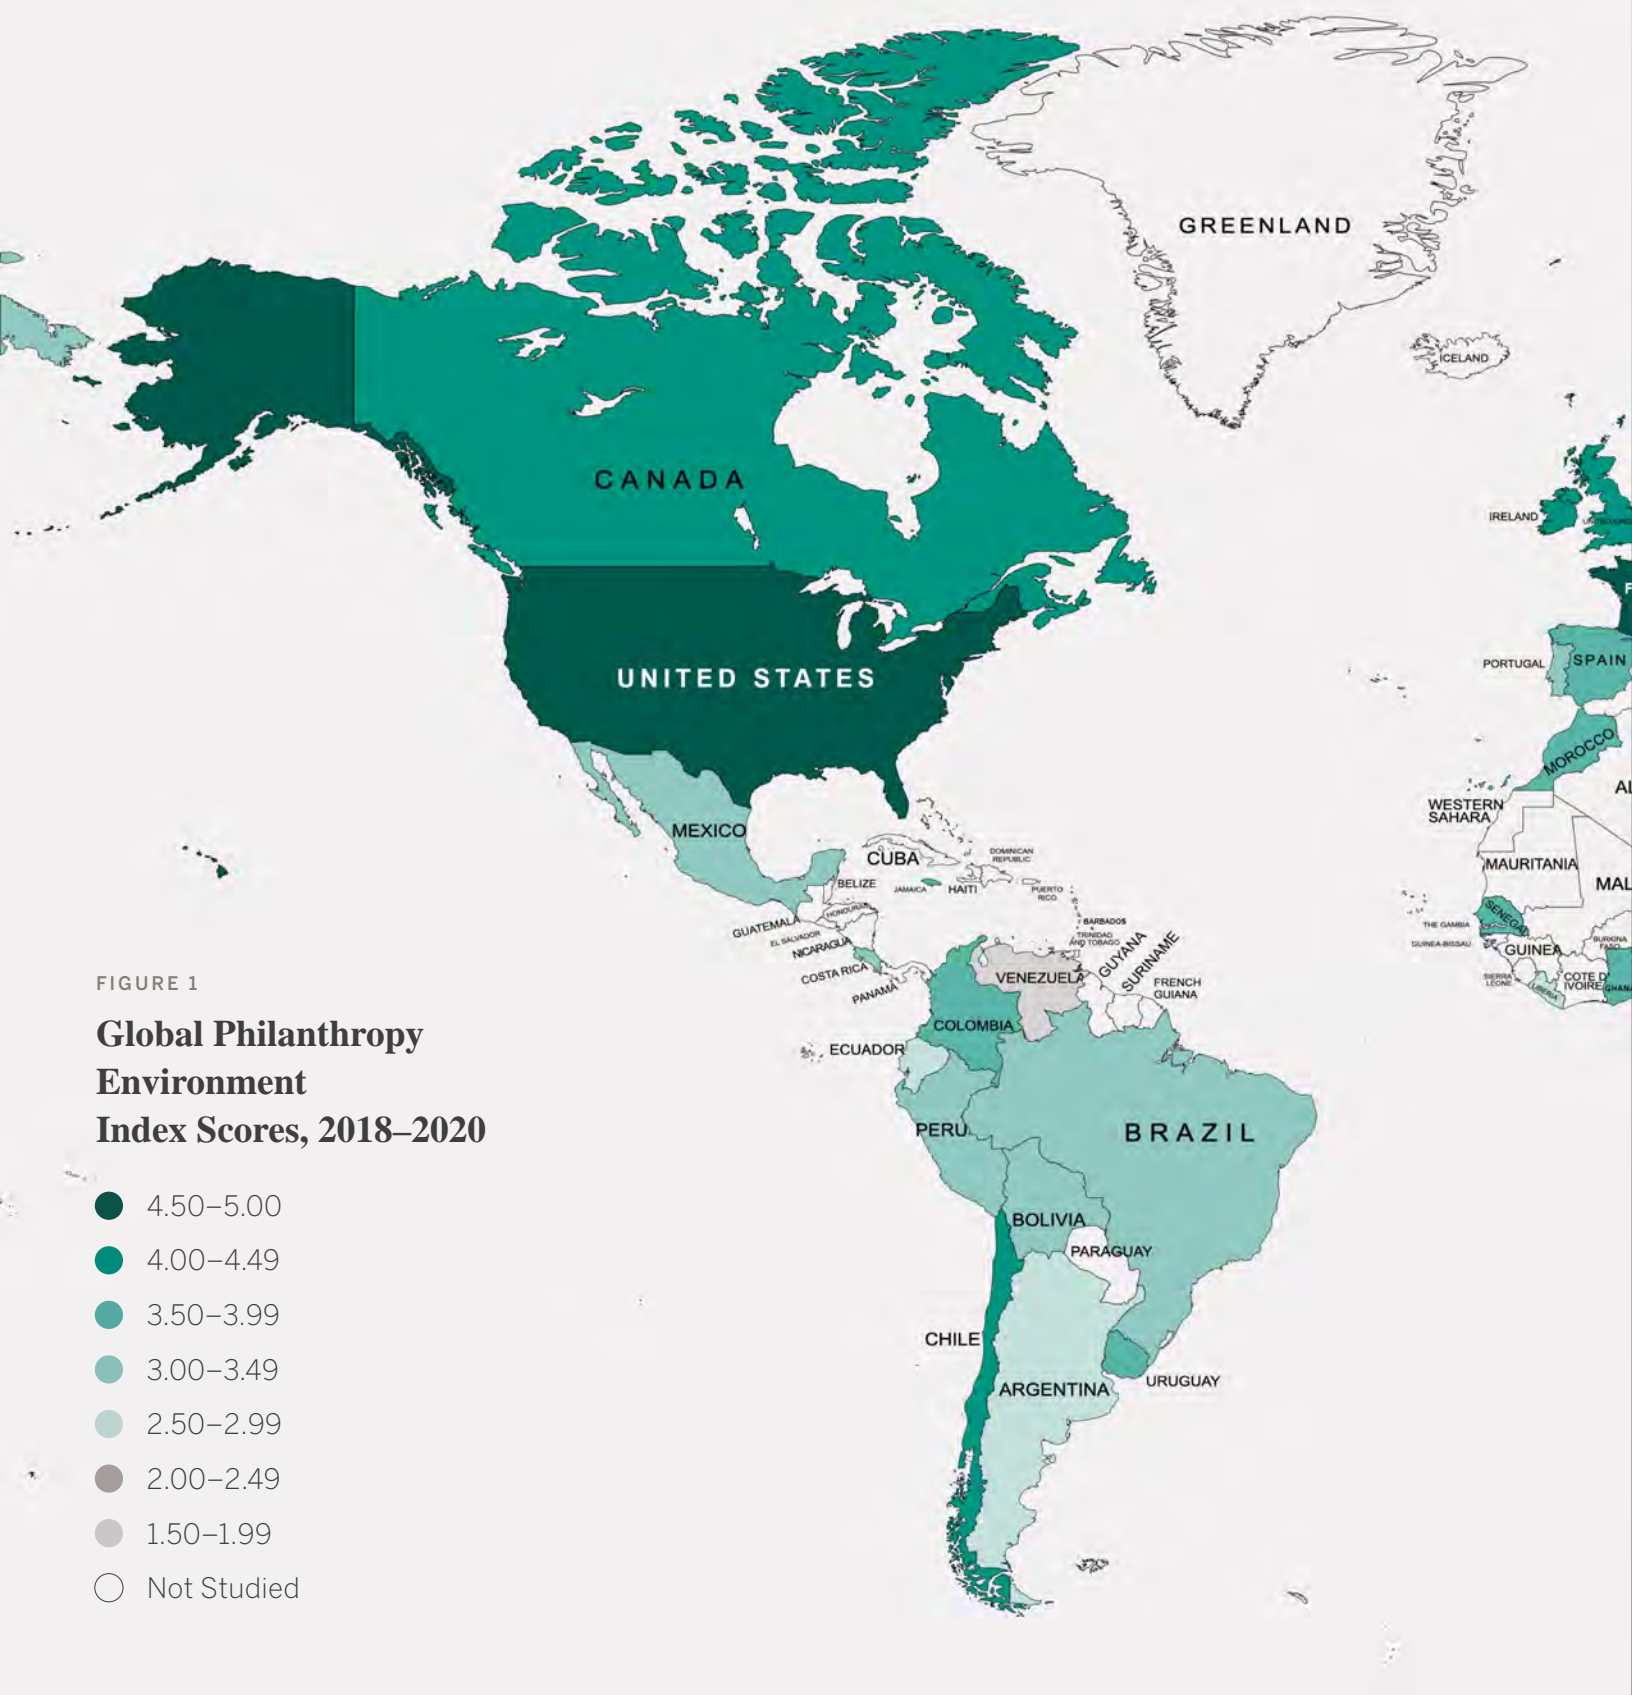 GREENLAND
ICELAND
CANADA
IRELAND
UNITED STATES
PORTUGAL
SPAIN
MOROCCO
WESTERN
SAHARA
MEXICO
CUBA
DOMINICAN
REPUBLIC
MAURITANIA
BELIZE
JAMAICA
HAITI
PUERTO
RICO
SENEGAL
GUATEMALA
HONDURAS
EL SALVADOR
NICARAGUA
BARBADOS
TRINIDAD
AND TOBAGO
GUYANA
SURINAME
THE GAMBIA
GUINEA-BISSAU
GUINEA
BURKINA
FASO
COSTA RICA
PANAMA
VENEZUELA
FRENCH
GUIANA
SIERRA
LEONE
LIBERIA
COTE D'
IVOIRE
COLOMBIA
ECUADOR
PERU
BRAZIL
BOLIVIA
PARAGUAY
CHILE
ARGENTINA
URUGUAY
FIGURE 1
Global Philanthropy
Environment
Index Scores, 2018–2020
4.50–5.00
4.00–4.49
3.50–3.99
3.00–3.49
2.50–2.99
2.00–2.49
1.50–1.99
Not Studied